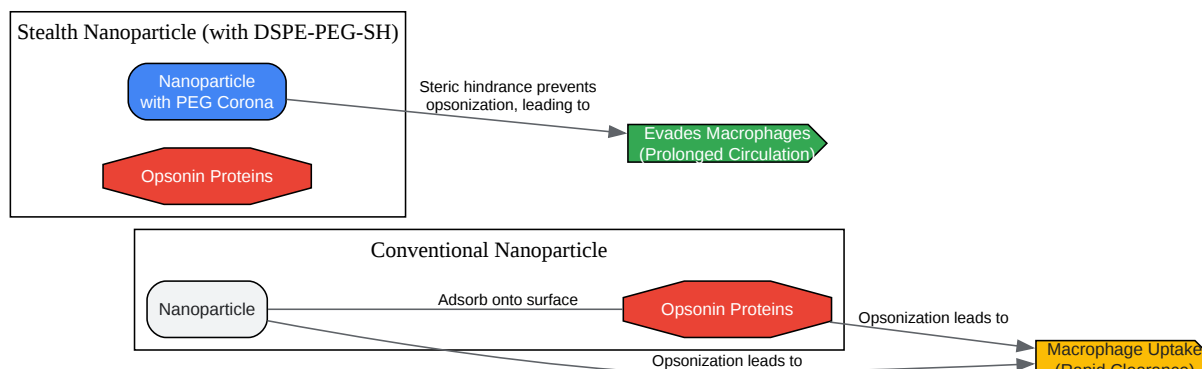 Stealth Nanoparticle (with DSPE-PEG-SH)
Nanoparticle
with PEG Corona
Steric hindrance prevents
opsonization, leading to
Evades Macrophages
(Prolonged Circulation)
Opsonin Proteins
Conventional Nanoparticle
Nanoparticle
Adsorb onto surface
Opsonin Proteins
Opsonization leads to
Opsonization leads to
Macrophage Uptake
(Rapid Clearance)